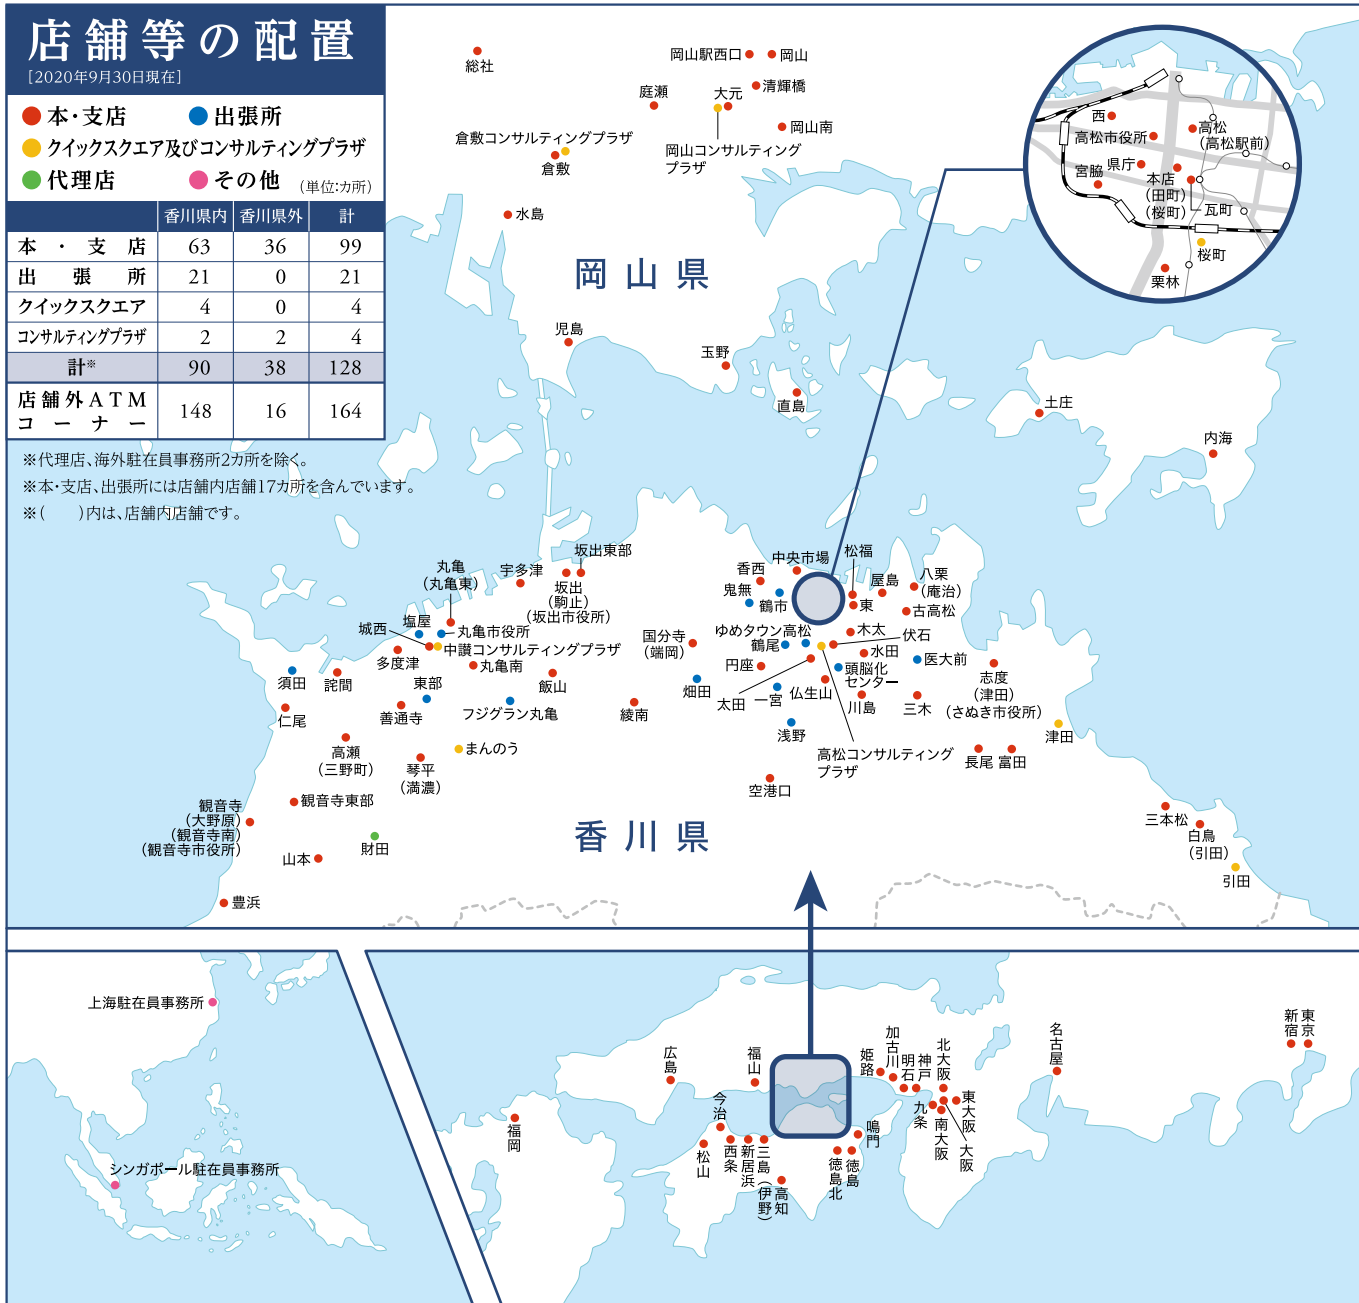 店舗等の配置
[2020年9月30日現在]
本・支店
出張所
クイックスクエア及びコンサルティングプラザ
代理店
その他
(単位:カ所)
香川県内 香川県外 計
本・支店 63 36 99
出張所 21 0 21
クイックスクエア 4 0 4
コンサルティングプラザ 2 2 4
計※ 90 38 128
店舗外ATM
コーナー 148 16 164
※代理店、海外駐在員事務所2カ所を除く。
※本・支店、出張所には店舗内店舗17カ所を含んでいます。
※(　　)内は、店舗内店舗です。
総社
岡山駅西口
岡山
庭瀬
大元
清輝橋
岡山南
倉敷コンサルティングプラザ
倉敷
岡山コンサルティング
プラザ
水島
岡山県
児島
玉野
直島
土庄
内海
西
高松市役所
高松
(高松駅前)
宮脇
県庁
本店
(田町)
(桜町)
瓦町
桜町
栗林
坂出東部
丸亀
(丸亀東)
宇多津
坂出
(駒止)
(坂出市役所)
城西
塩屋
丸亀市役所
中讃コンサルティングプラザ
多度津
丸亀南
須田
詫間
東部
飯山
仁尾
善通寺
フジグラン丸亀
高瀬
(三野町)
琴平
(満濃)
まんのう
観音寺
(大野原)
(観音寺南)
(観音寺市役所)
観音寺東部
山本
財田
豊浜
中央市場
松福
香西
鬼無
鶴市
屋島
八栗
(庵治)
東
古高松
国分寺
(端岡)
ゆめタウン高松
鶴尾
木太
伏石
円座
水田
医大前
頭脳化
センター
畑田
太田
一宮
仏生山
川島
三木
志度
(津田)
(さぬき市役所)
綾南
浅野
高松コンサルティング
プラザ
津田
長尾
富田
空港口
三本松
白鳥
(引田)
引田
香川県
上海駐在員事務所
シンガポール駐在員事務所
福岡
広島
福山
今治
松山
西条
新居浜
三島(伊野)
高知
徳島北
徳島
鳴門
姫路
加古川
明石
神戸
北大阪
九条
南大阪
大阪
東大阪
名古屋
新宿
東京